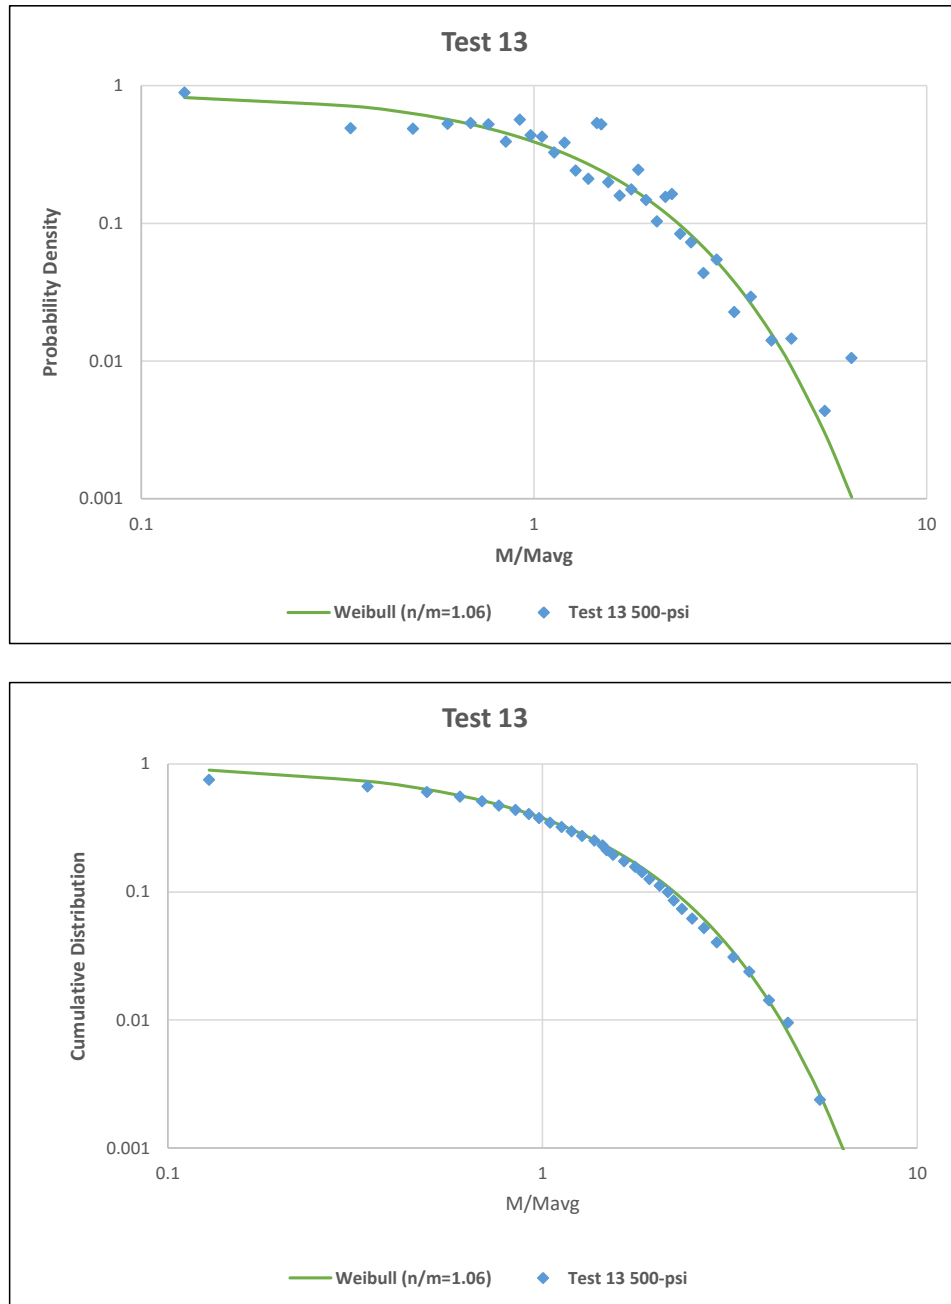 Test 13
Probability Density
1
0.1
0.01
0.001
0.1 1 10
M/Mavg
Weibull (n/m=1.06) Test 13 500-psi
Test 13
Cumulative Distribution
1
0.1
0.01
0.001
0.1 1 10
M/Mavg
Weibull (n/m=1.06) Test 13 500-psi